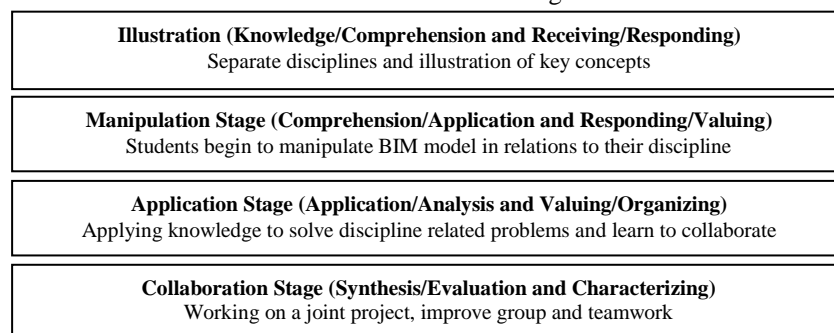 Illustration (Knowledge/Comprehension and Receiving/Responding)
Separate disciplines and illustration of key concepts
Manipulation Stage (Comprehension/Application and Responding/Valuing)
Students begin to manipulate BIM model in relations to their discipline
Application Stage (Application/Analysis and Valuing/Organizing)
Applying knowledge to solve discipline related problems and learn to collaborate
Collaboration Stage (Synthesis/Evaluation and Characterizing)
Working on a joint project, improve group and teamwork